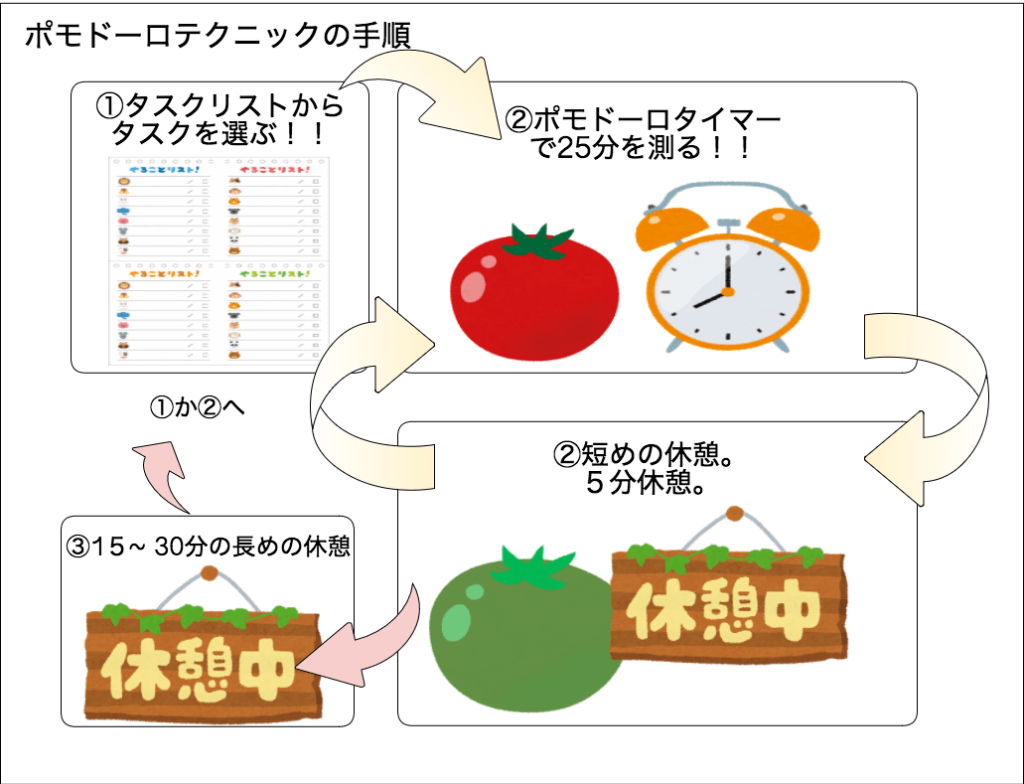 ポモドーロテクニックの手順
①タスクリストから
タスクを選ぶ！！
やることリスト!
やることリスト!
やることリスト!
やることリスト!
②ポモドーロタイマー
で25分を測る！！
①か②へ
②短めの休憩。
５分休憩。
休憩中
③１５~ 30分の長めの休憩
休憩中